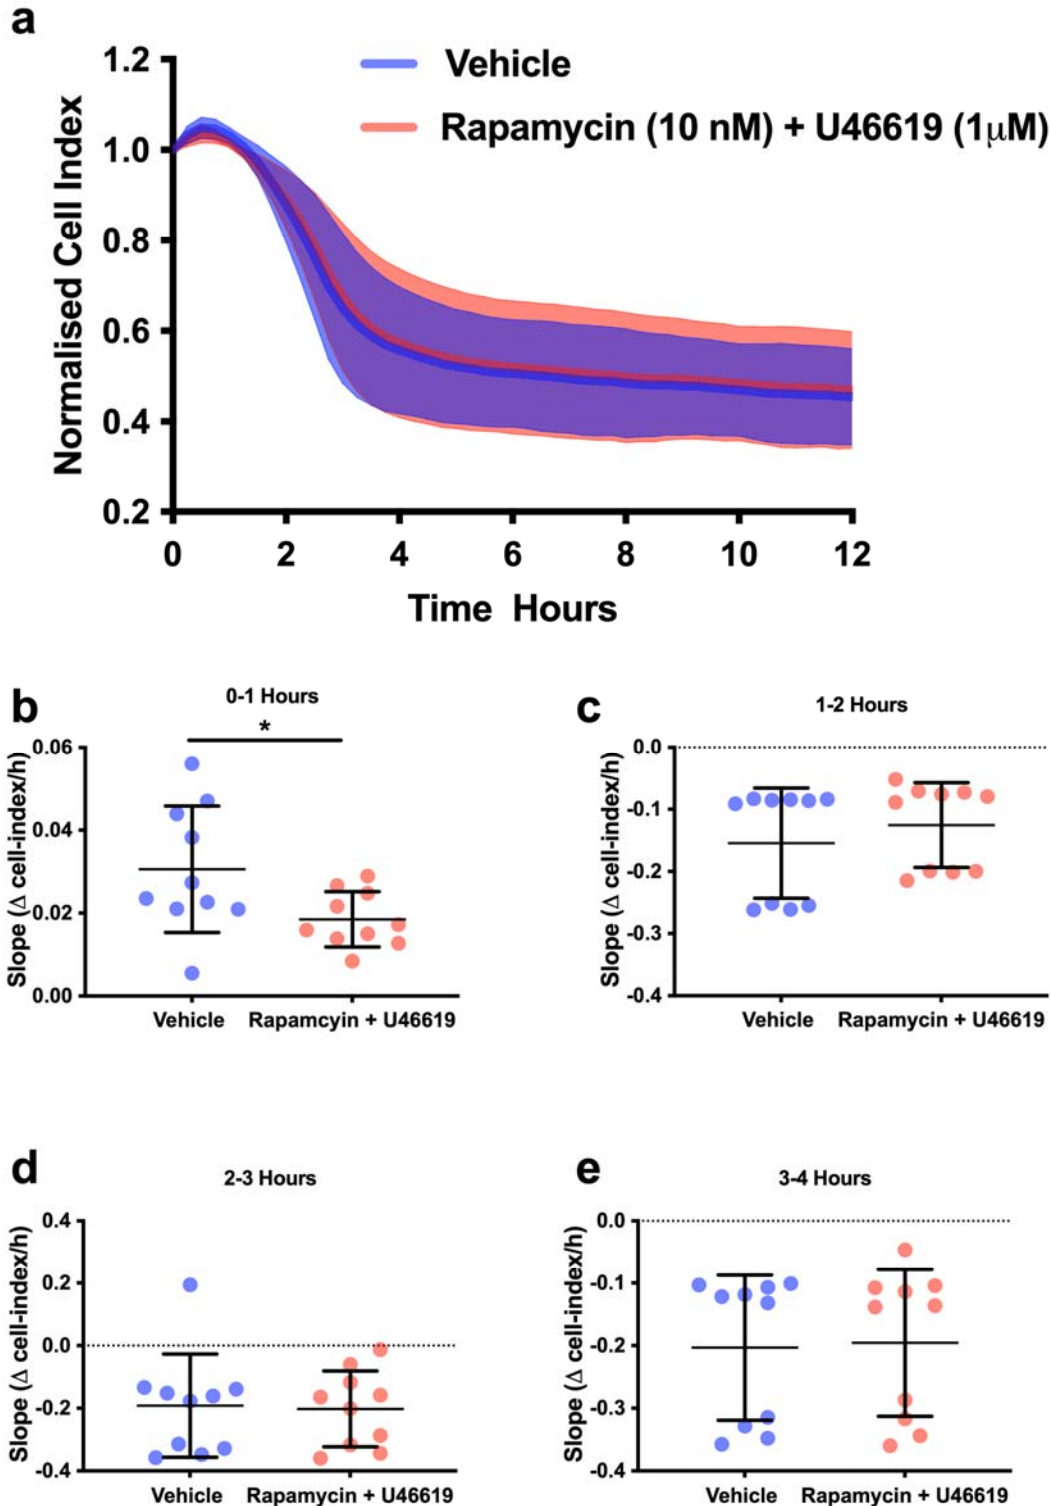 a
Normalised Cell Index
1.2
1.0
0.8
0.6
0.4
0.2
Vehicle
Rapamycin (10 nM) + U46619 (1μM)
0 2 4 6 8 10 12
Time Hours
b
0-1 Hours
*
Slope (Δ cell-index/h)
0.06
0.04
0.02
0.00
Vehicle Rapamcyin + U46619
c
1-2 Hours
Slope (Δ cell-index/h)
0.0
-0.1
-0.2
-0.3
-0.4
Vehicle Rapamycin + U46619
d
2-3 Hours
Slope (Δ cell-index/h)
0.4
0.2
0.0
-0.2
-0.4
Vehicle Rapamycin + U46619
e
3-4 Hours
Slope (Δ cell-index/h)
0.0
-0.1
-0.2
-0.3
-0.4
Vehicle Rapamycin + U46619